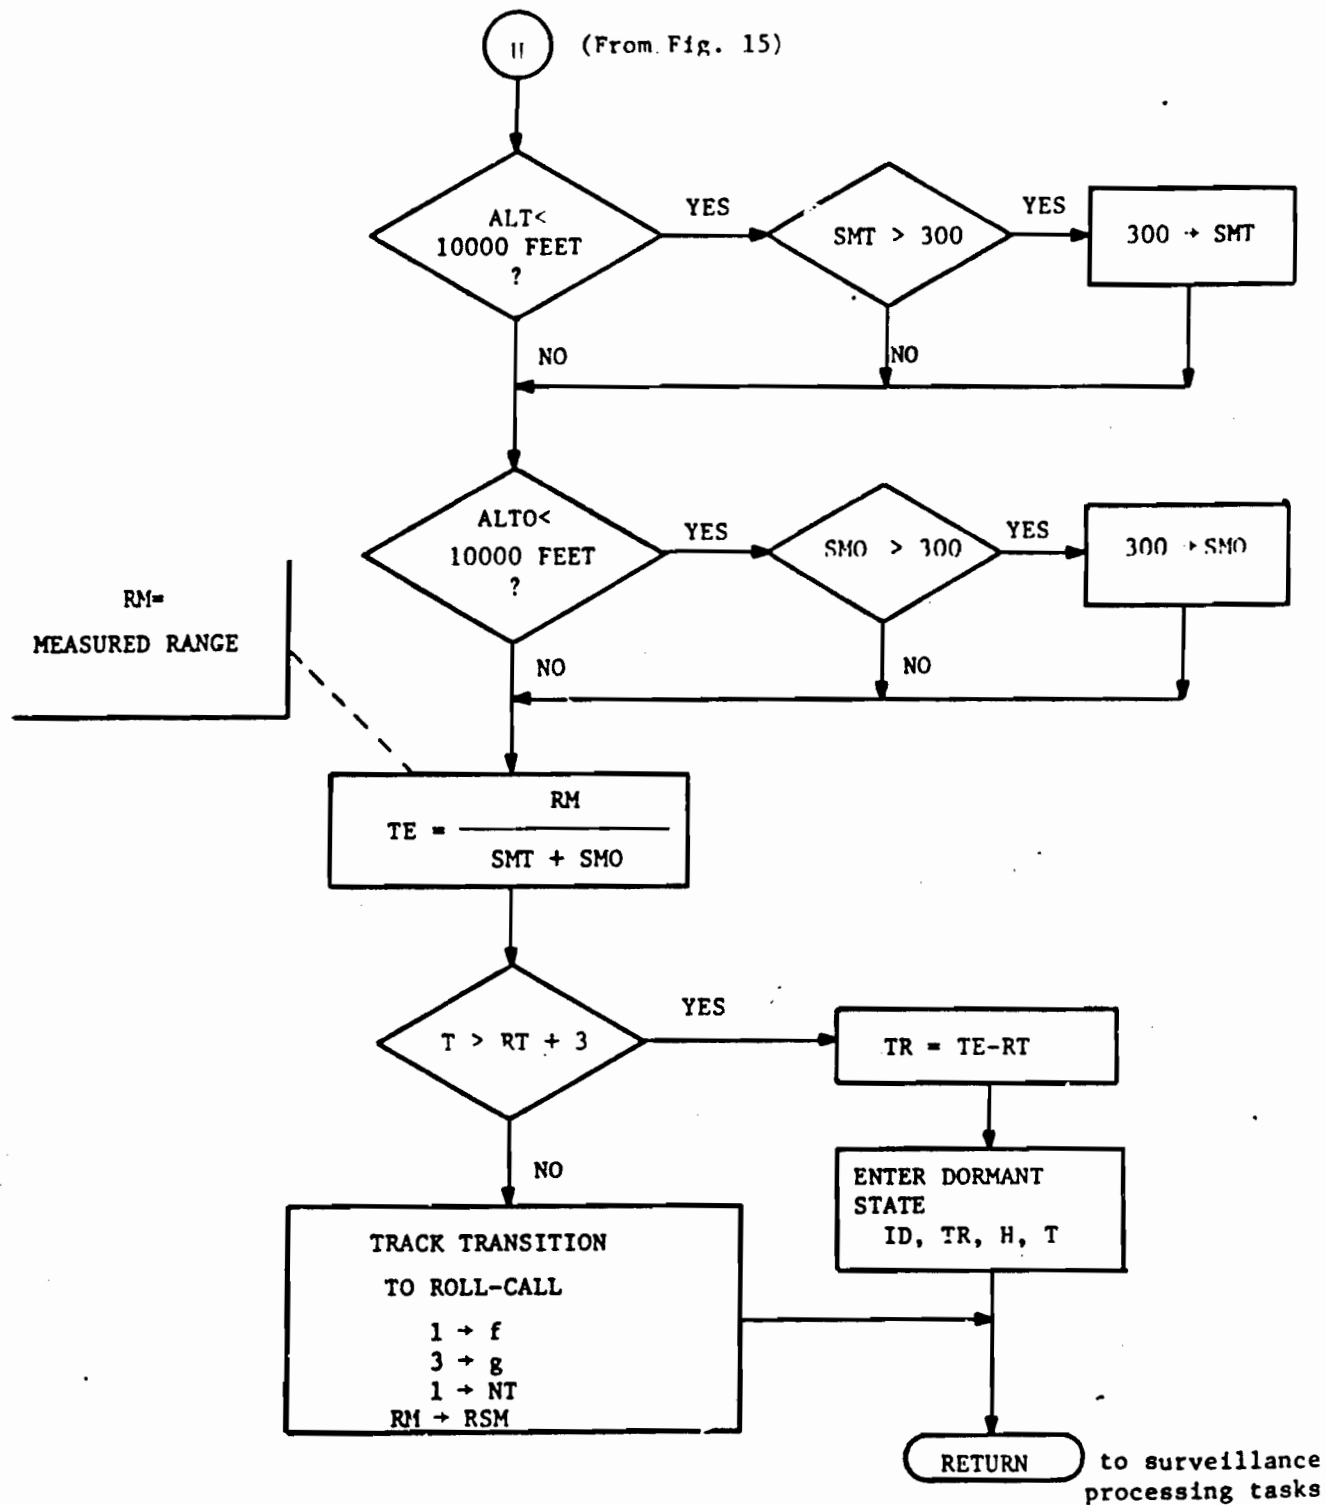 (From Fig. 15)
ALT<
10000 FEET
?
YES
SMT > 300
YES
300 → SMT
NO
NO
ALTO<
10000 FEET
?
YES
SMO > 300
YES
300 → SMO
NO
NO
RM=
MEASURED RANGE
TE = RM
SMT + SMO
T > RT + 3
YES
TR = TE-RT
NO
ENTER DORMANT
STATE
ID, TR, H, T
TRACK TRANSITION
TO ROLL-CALL
1 → f
3 → g
1 → NT
RM → RSM
RETURN
to surveillance
processing tasks